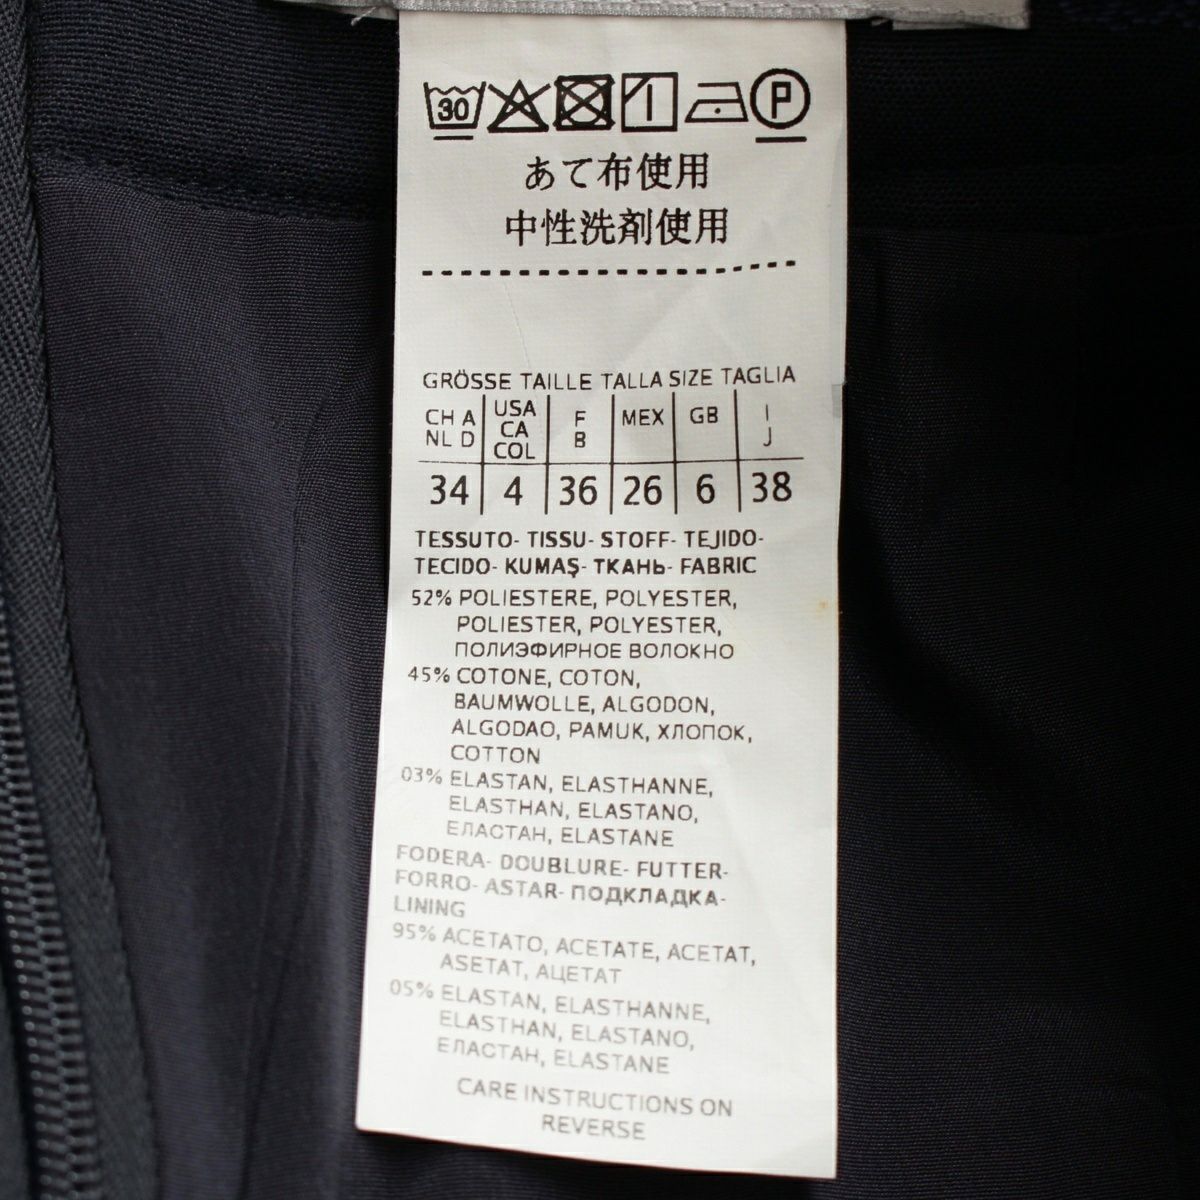 30 P
あて布使用
中性洗剤使用
GRÖSSE TAILLE TALLA SIZE TAGLIA
CH A NL D | USA CA COL | F B | MEX | GB | I J
34 | 4 | 36 | 26 | 6 | 38
TESSUTO- TISSU- STOFF- TEJIDO-
TECIDO- KUMAŞ- ТКАНЬ- FABRIC
52% POLIESTERE, POLYESTER,
POLIESTER, POLYESTER,
ПОЛИЭФИРНОЕ ВОЛОКНО
45% COTONE, COTON,
BAUMWOLLE, ALGODON,
ALGODAO, PAMUK, ХЛОПОК,
COTTON
03% ELASTAN, ELASTHANNE,
ELASTHAN, ELASTANO,
ЕЛАСТАН, ELASTANE
FODERA- DOUBLURE- FUTTER-
FORRO- ASTAR- ПОДКЛАДКА-
LINING
95% ACETATO, ACETATE, ACETAT,
ASETAT, АЦЕТАТ
05% ELASTAN, ELASTHANNE,
ELASTHAN, ELASTANO,
ЕЛАСТАН, ELASTANE
CARE INSTRUCTIONS ON
REVERSE